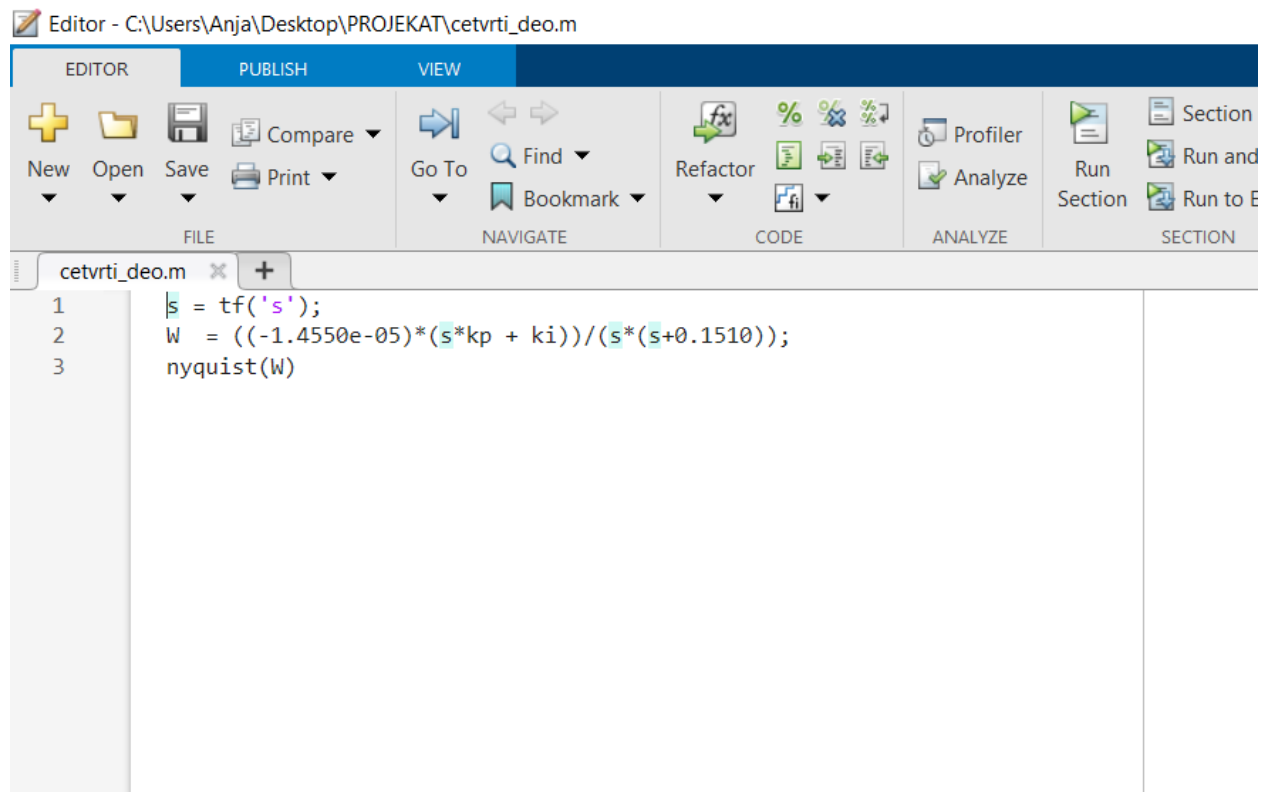 Editor - C:\Users\Anja\Desktop\PROJEKAT\cetvrti_deo.m
EDITOR PUBLISH VIEW
New Open Save Compare Print
Go To Find Bookmark
Refactor fx % % %
fi
Profiler Analyze
Run Section
Section
Run and
Run to E
FILE NAVIGATE CODE ANALYZE SECTION
cetvrti_deo.m
1 s = tf('s');
2 W  = ((-1.4550e-05)*(s*kp + ki))/(s*(s+0.1510));
3 nyquist(W)